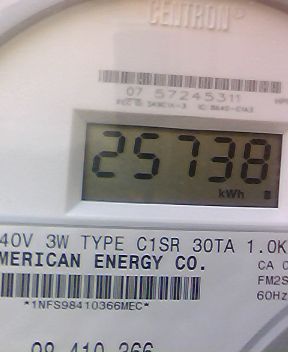 CENTRON®
07 57245311
25738
kWh
40V 3W TYPE C1SR 30TA 1.0K
MERICAN ENERGY CO.
CA 0
FM2S
60Hz
*1NFS98410366MEC*
98 410 366